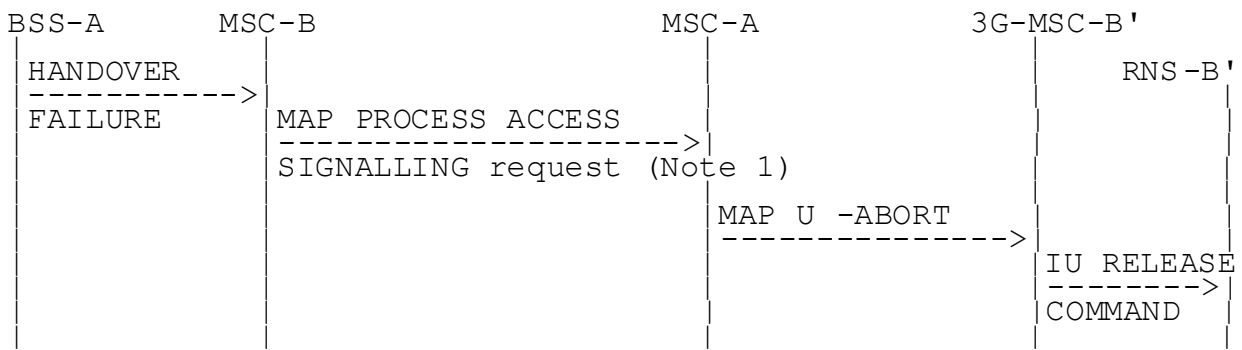 BSS-A MSC-B MSC-A 3G-MSC-B'
HANDOVER RNS-B'
FAILURE MAP PROCESS ACCESS
SIGNALLING request (Note 1)
MAP U -ABORT
IU RELEASE
COMMAND